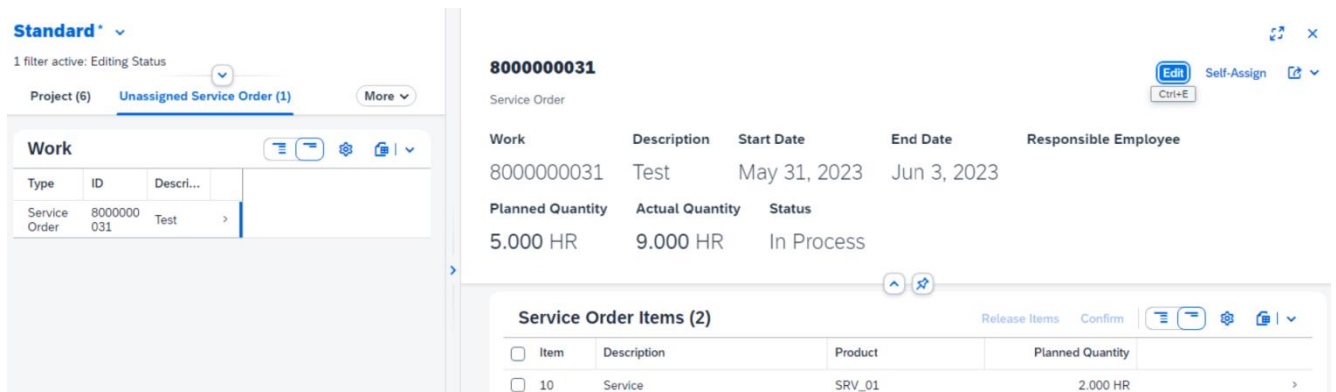 Standard*
1 filter active: Editing Status
Project (6) Unassigned Service Order (1) More
Work
Type ID Descri...
Service Order 8000000031 Test
8000000031
Service Order
Edit Self-Assign
Ctrl+E
Work Description Start Date End Date Responsible Employee
8000000031 Test May 31, 2023 Jun 3, 2023
Planned Quantity Actual Quantity Status
5.000 HR 9.000 HR In Process
Service Order Items (2) Release Items Confirm
Item Description Product Planned Quantity
10 Service SRV_01 2.000 HR